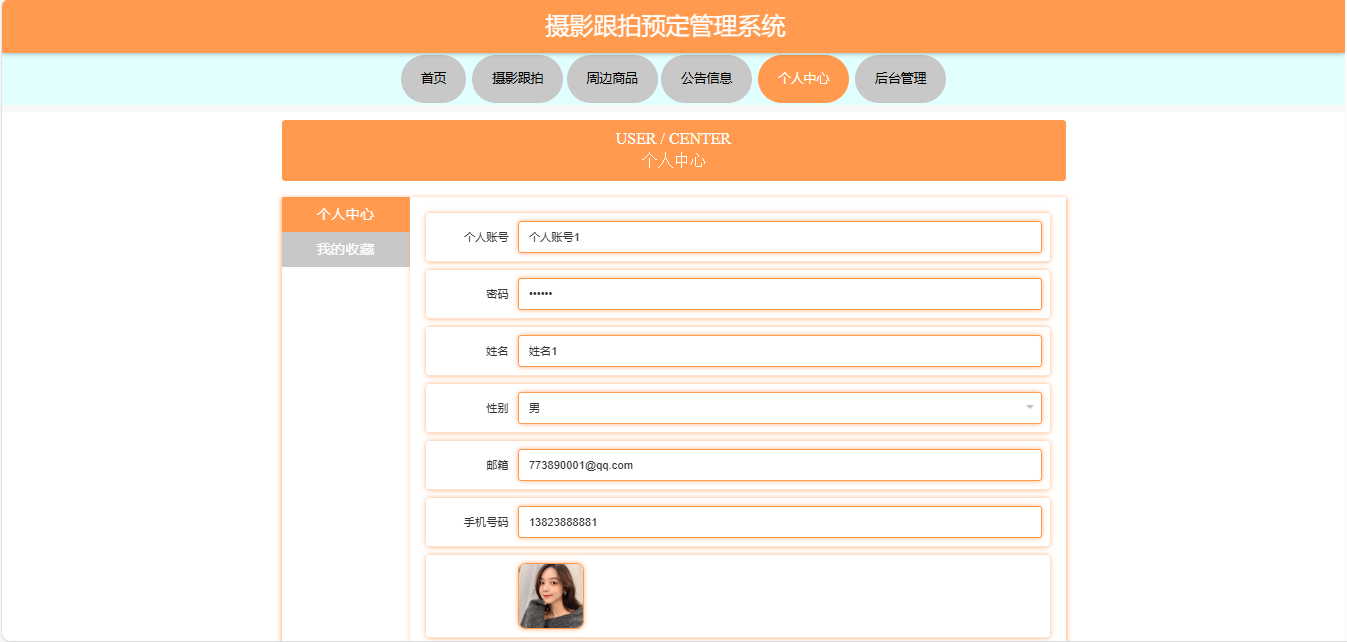 摄影跟拍预定管理系统
首页 摄影跟拍 周边商品 公告信息 个人中心 后台管理
USER / CENTER
个人中心
个人中心
我的收藏
个人账号 个人账号1
密码 ••••••
姓名 姓名1
性别 男
邮箱 773890001@qq.com
手机号码 13823888881